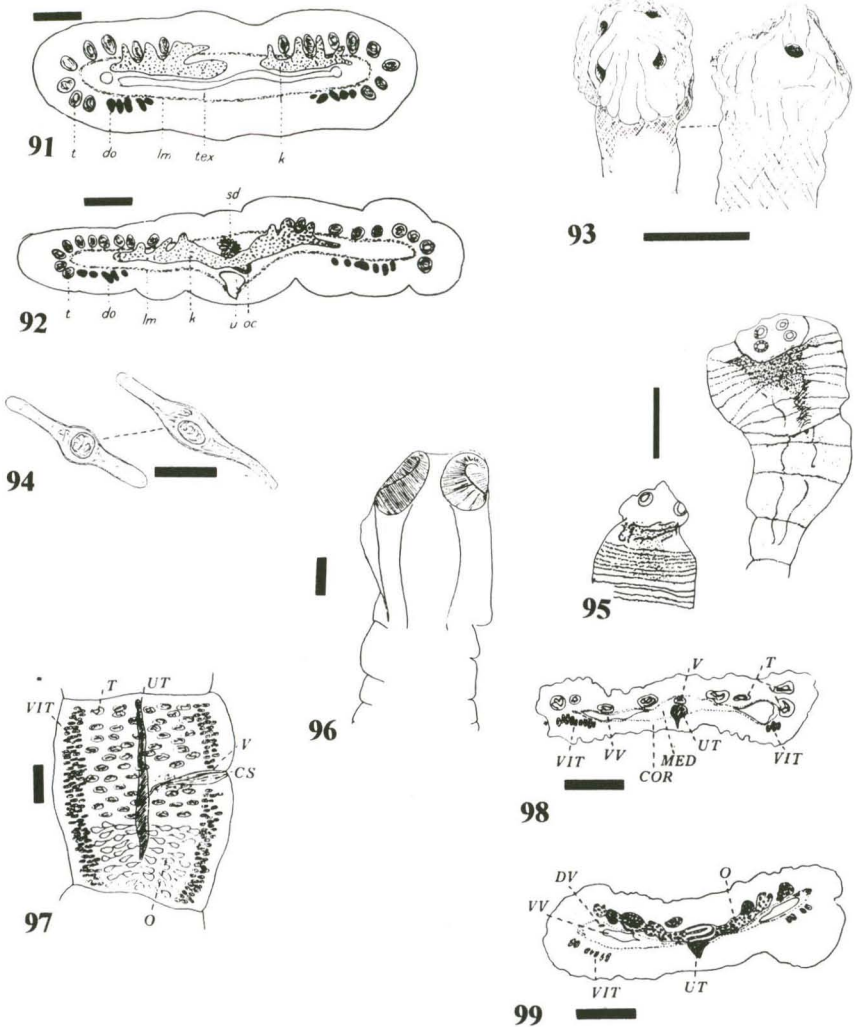 91
t do lm tex k
sd
92
t do lm k u oc
93
94
95
96
VIT T UT
V
CS
97
O
V T
VIT VV COR MED UT VIT
98
DV O
VV
VIT UT
99